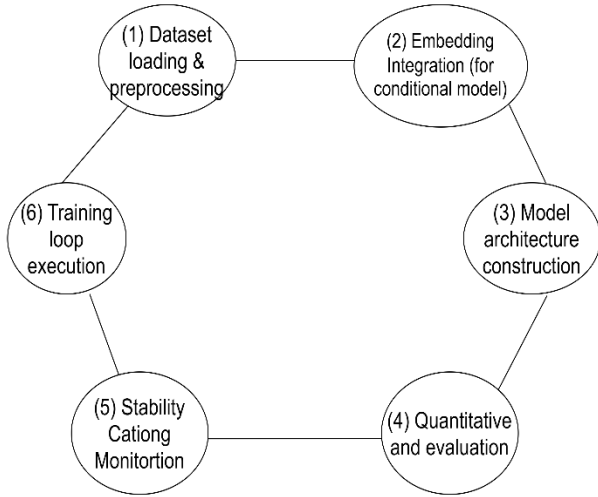 (1) Dataset
loading &
preprocessing
(2) Embedding
Integration (for
conditional model)
(3) Model
architecture
construction
(4) Quantitative
and evaluation)
(5) Stability
Cationg
Monitortion
(6) Training
loop
execution